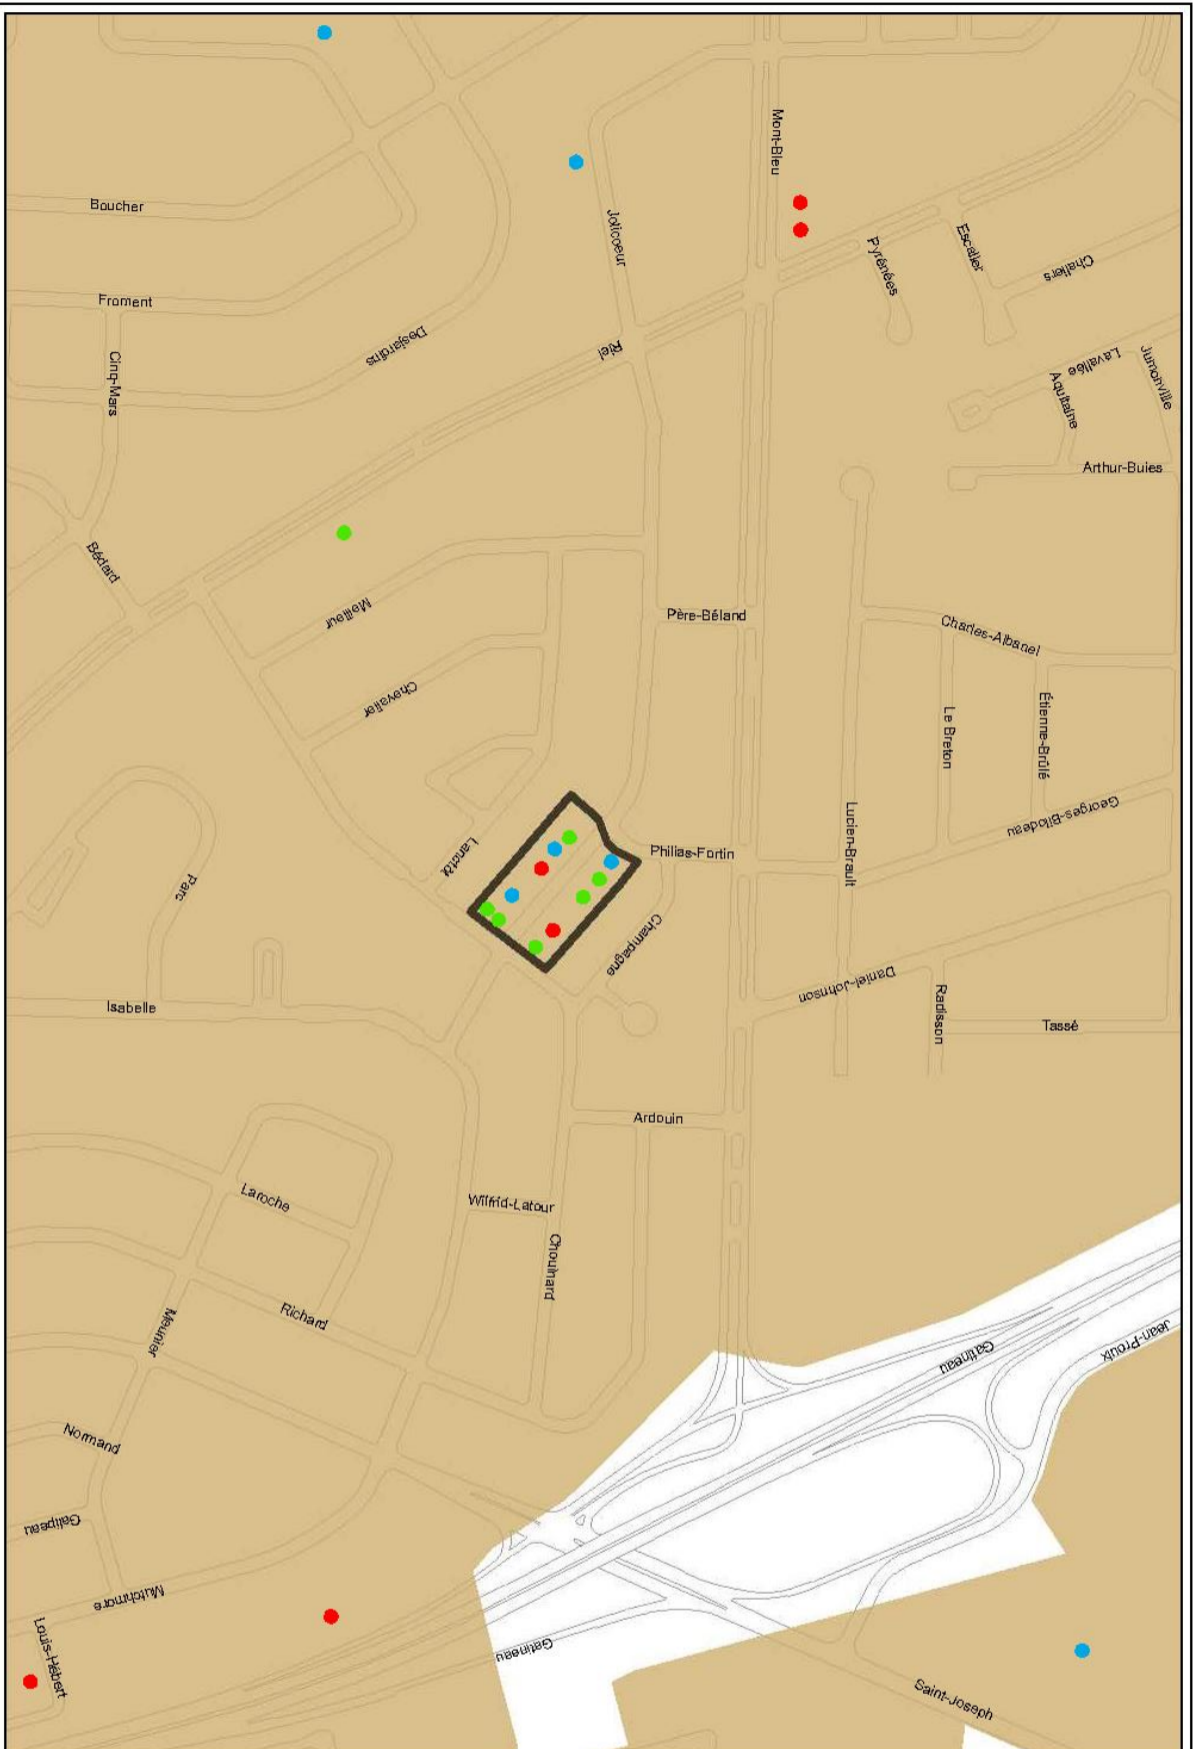 Mont-Bleu
Boucher
Jolicoeur
Escalier
Pyrénées
Challers
Froment
Desjardins
Riel
Cinq-Mars
Lavallée
Jumonville
Aquitaine
Arthur-Buies
Bédard
Meilleur
Père-Béland
Charles-Albanel
Chevalier
Étienne-Brûlé
Le Breton
Georges-Bilodeau
Lucien-Brault
Lanctôt
Philias-Fortin
Parc
Champagne
Daniel-Johnson
Isabelle
Radisson
Tassé
Ardouin
Laroche
Wilfrid-Latour
Chouinard
Richard
Meunier
Jean-Proulx
Gatineau
Normand
Galipeau
Mutchmore
Louis-Hébert
Gatineau
Saint-Joseph